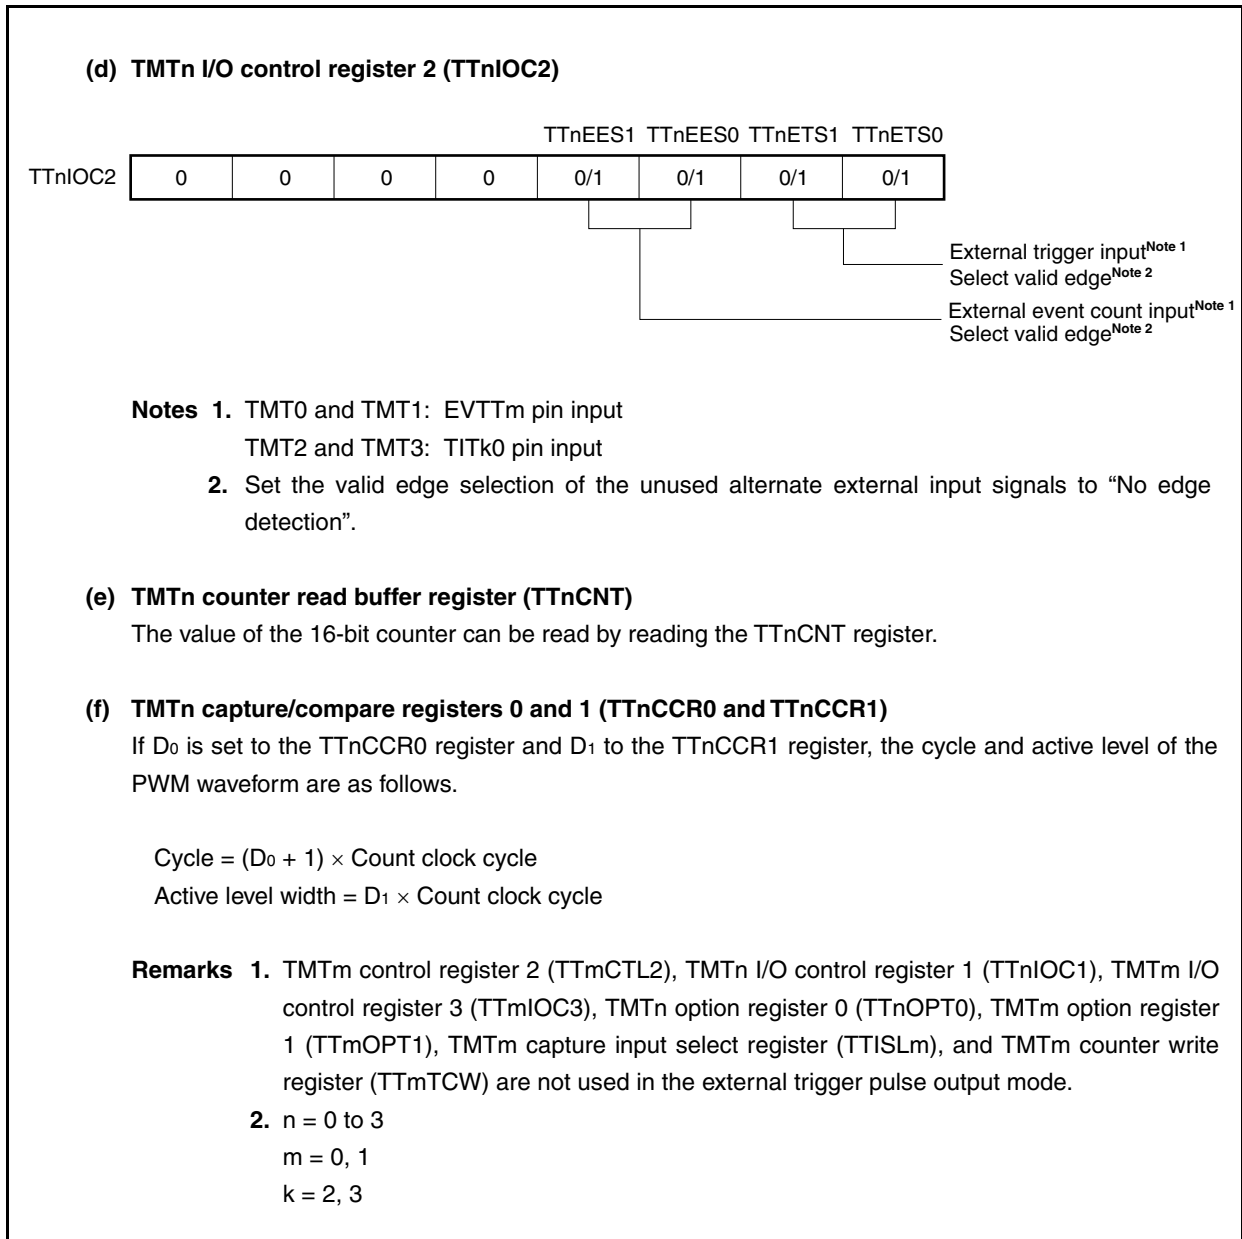 (d) TMTn I/O control register 2 (TTnIOC2)
TTnEES1 TTnEES0 TTnETS1 TTnETS0
TTnIOC2 0 0 0 0 0/1 0/1 0/1 0/1
External trigger input Note 1
Select valid edge Note 2
External event count input Note 1
Select valid edge Note 2
Notes 1. TMT0 and TMT1: EVTTm pin input
TMT2 and TMT3: TITk0 pin input
2. Set the valid edge selection of the unused alternate external input signals to “No edge
detection”.
(e) TMTn counter read buffer register (TTnCNT)
The value of the 16-bit counter can be read by reading the TTnCNT register.
(f) TMTn capture/compare registers 0 and 1 (TTnCCR0 and TTnCCR1)
If D0 is set to the TTnCCR0 register and D1 to the TTnCCR1 register, the cycle and active level of the
PWM waveform are as follows.
Cycle = (D0 + 1) × Count clock cycle
Active level width = D1 × Count clock cycle
Remarks 1. TMTm control register 2 (TTmCTL2), TMTn I/O control register 1 (TTnIOC1), TMTm I/O
control register 3 (TTmIOC3), TMTn option register 0 (TTnOPT0), TMTm option register
1 (TTmOPT1), TMTm capture input select register (TTISLm), and TMTm counter write
register (TTmTCW) are not used in the external trigger pulse output mode.
2. n = 0 to 3
m = 0, 1
k = 2, 3